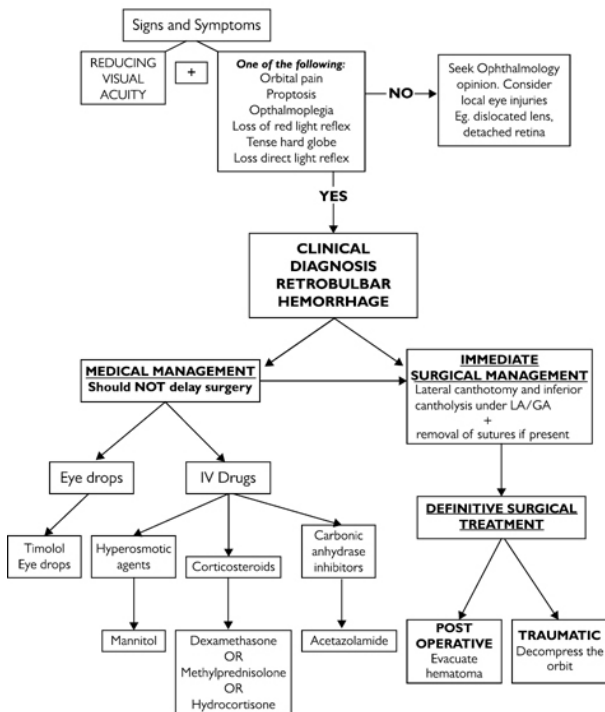 Signs and Symptoms
REDUCING
VISUAL
ACUITY
+
One of the following:
Orbital pain
Proptosis
Opthalmoplegia
Loss of red light reflex
Tense hard globe
Loss direct light reflex
NO
Seek Ophthalmology
opinion. Consider
local eye injuries
Eg. dislocated lens,
detached retina
YES
CLINICAL
DIAGNOSIS
RETROBULBAR
HEMORRHAGE
MEDICAL MANAGEMENT
Should NOT delay surgery
IMMEDIATE
SURGICAL MANAGEMENT
Lateral canthotomy and inferior
cantholysis under LA/GA
+
removal of sutures if present
Eye drops
IV Drugs
Timolol
Eye drops
Hyperosmotic
agents
Corticosteroids
Carbonic
anhydrase
inhibitors
Mannitol
Dexamethasone
OR
Methylprednisolone
OR
Hydrocortisone
Acetazolamide
DEFINITIVE SURGICAL
TREATMENT
POST
OPERATIVE
Evacuate
hematoma
TRAUMATIC
Decompress the
orbit